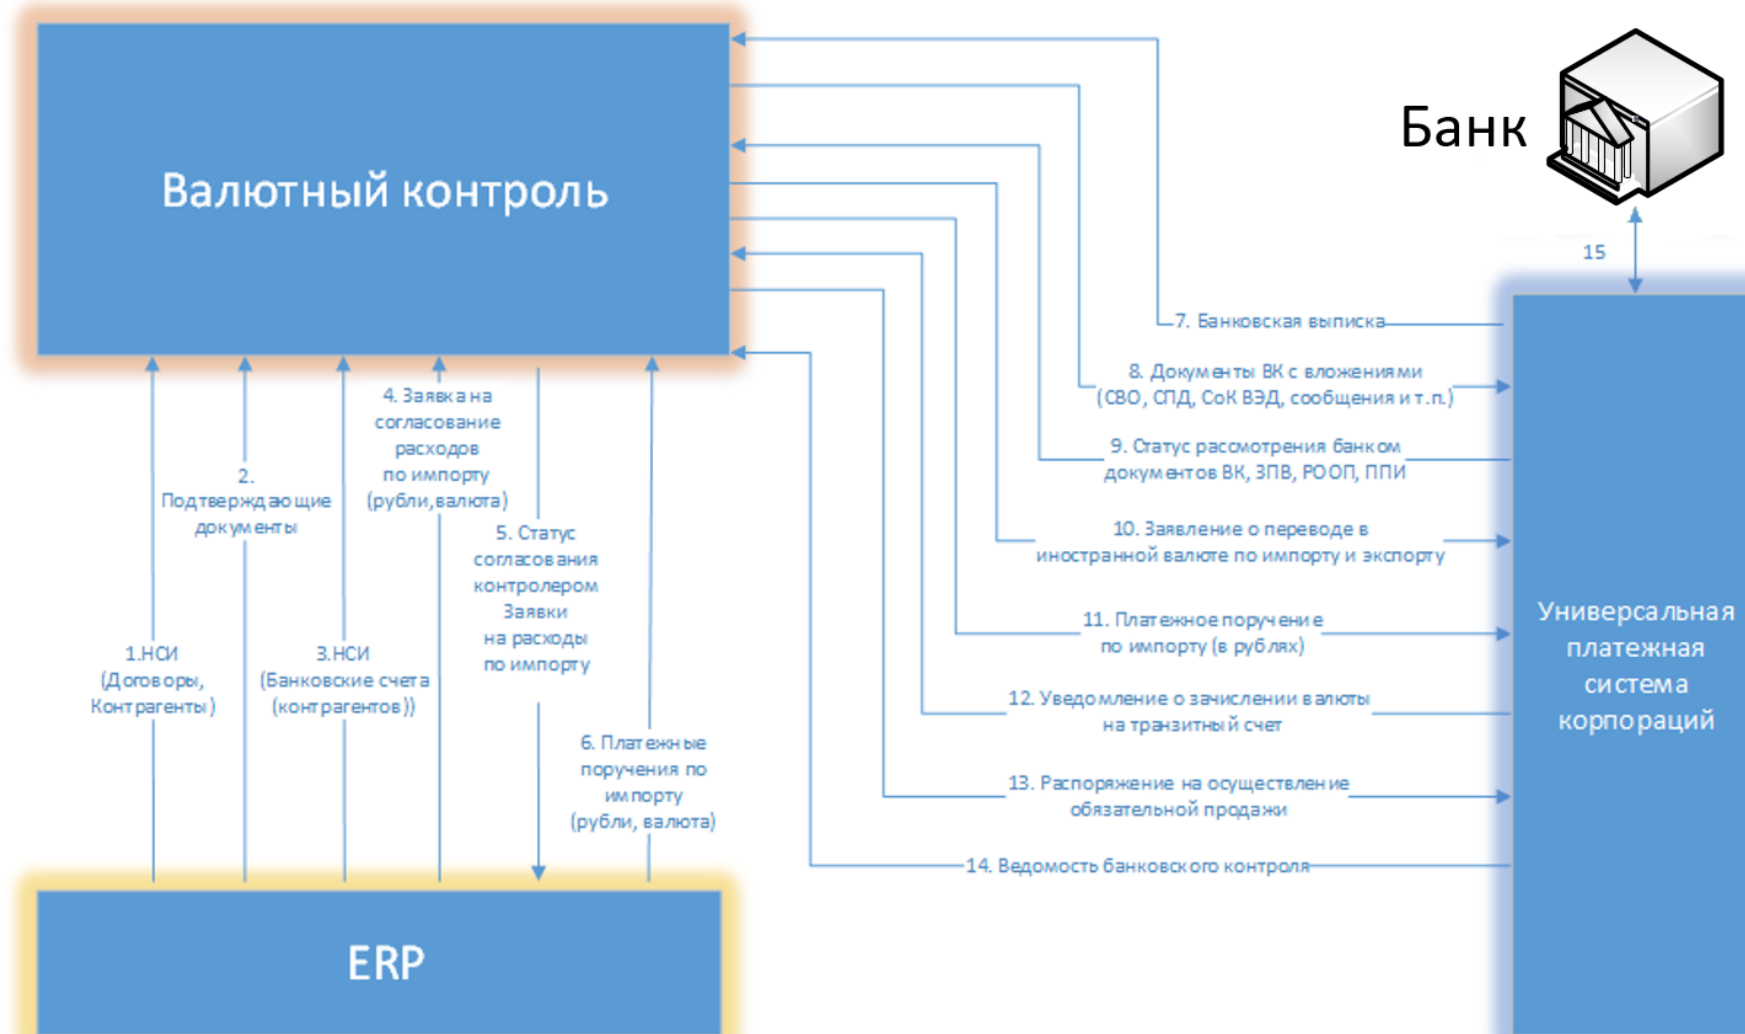 Валютный контроль
Банк
15
7. Банковская выписка
8. Документы ВК с вложениями
(СВО, СПД, СоК ВЭД, сообщения и т.п.)
9. Статус рассмотрения банком
документов ВК, ЗПВ, РООП, ППИ
10. Заявление о переводе в
иностранной валюте по импорту и экспорту
11. Платежное поручение
по импорту (в рублях)
12. Уведомление о зачислении валюты
на транзитный счет
13. Распоряжение на осуществление
обязательной продажи
14. Ведомость банковского контроля
Универсальная
платежная
система
корпораций
1.НСИ
(Договоры,
Контрагенты)
2.
Подтверждающие
документы
3.НСИ
(Банковские счета
(контрагентов))
4. Заявка на
согласование
расходов
по импорту
(рубли,валюта)
5. Статус
согласования
контролером
Заявки
на расходы
по импорту
6. Платежные
поручения по
импорту
(рубли, валюта)
ERP